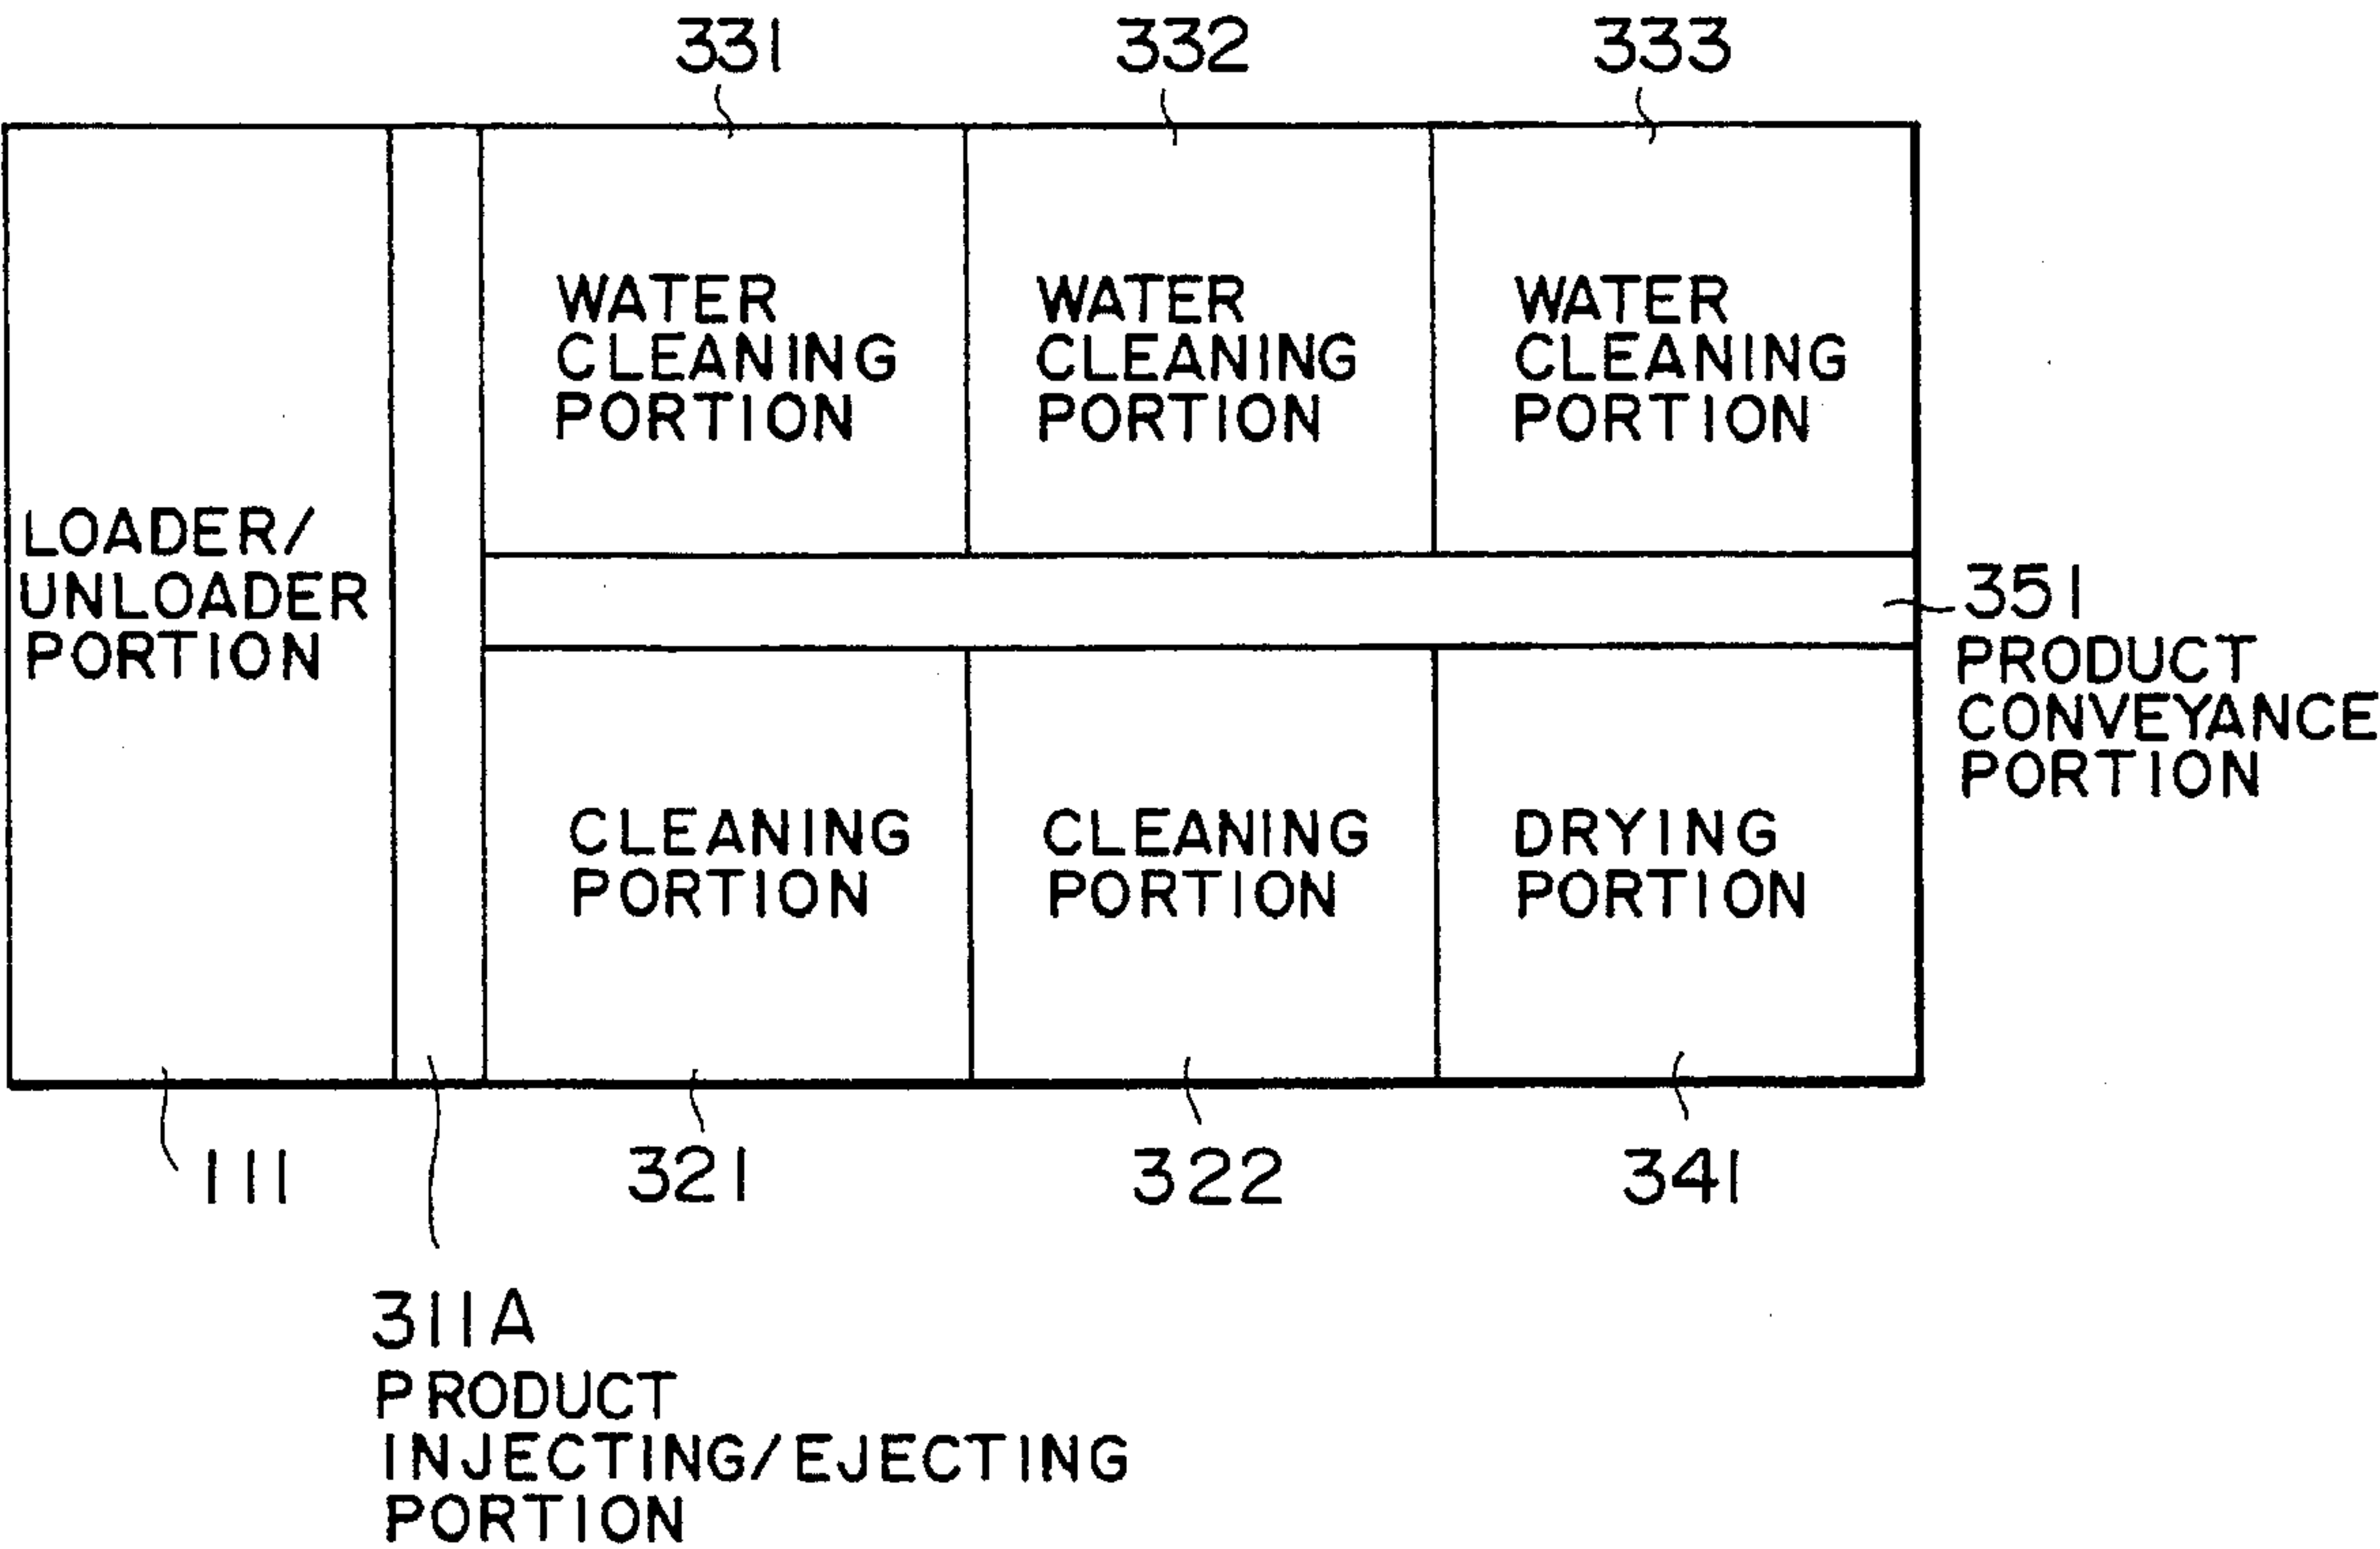 331
332
333
WATER
CLEANING
PORTION
WATER
CLEANING
PORTION
WATER
CLEANING
PORTION
LOADER/
UNLOADER
PORTION
351
PRODUCT
CONVEYANCE
PORTION
CLEANING
PORTION
CLEANING
PORTION
DRYING
PORTION
111
321
322
341
311A
PRODUCT
INJECTING/EJECTING
PORTION